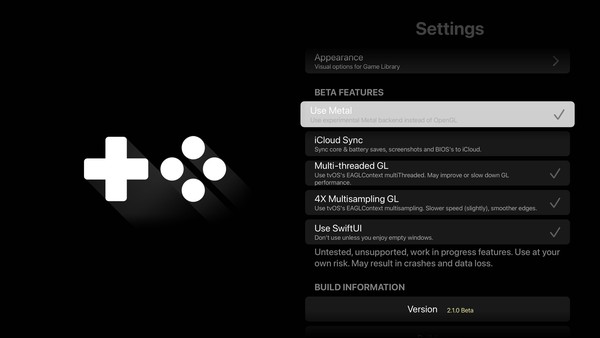 Settings
Appearance
Visual options for Game Library
BETA FEATURES
Use Metal
Use experimental Metal backend instead of OpenGL
iCloud Sync
Sync core & battery saves, screenshots and BIOS's to iCloud.
Multi-threaded GL
Use tvOS's EAGLContext multiThreaded. May improve or slow down GL
performance.
4X Multisampling GL
Use tvOS's EAGLContext multisampling. Slower speed (slightly), smoother edges.
Use SwiftUI
Don't use unless you enjoy empty windows.
Untested, unsupported, work in progress features. Use at your
own risk. May result in crashes and data loss.
BUILD INFORMATION
Version 2.1.0 Beta